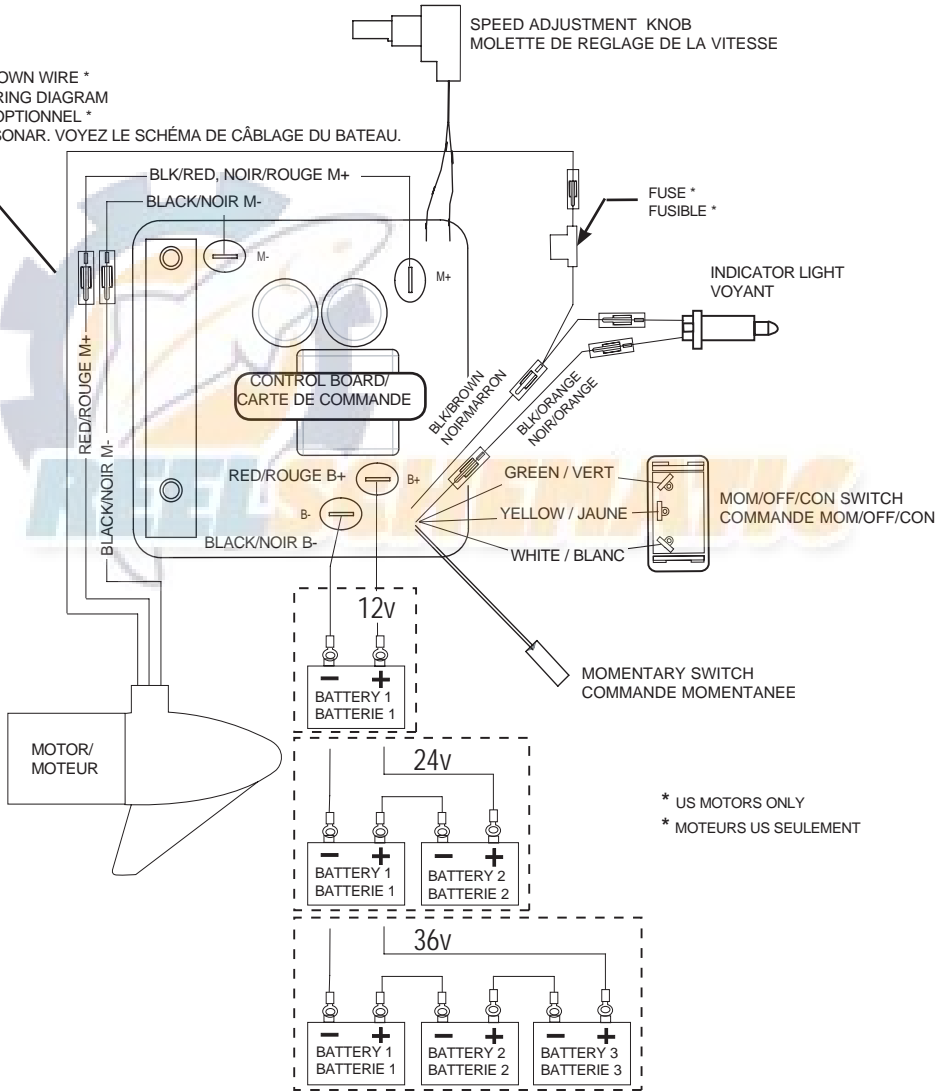 SPEED ADJUSTMENT KNOB
MOLETTE DE REGLAGE DE LA VITESSE
OWN WIRE *
RING DIAGRAM
OPTIONNEL *
SONAR. VOYEZ LE SCHÉMA DE CÂBLAGE DU BATEAU.
BLK/RED, NOIR/ROUGE M+
BLACK/NOIR M-
FUSE *
FUSIBLE *
M-
M+
INDICATOR LIGHT
VOYANT
RED/ROUGE M+
BLACK/NOIR M-
CONTROL BOARD/
CARTE DE COMMANDE
BLK/BROWN
NOIR/MARRON
BLK/ORANGE
NOIR/ORANGE
REELSCHEMATIC
RED/ROUGE B+
B+
B-
BLACK/NOIR B-
GREEN / VERT
YELLOW / JAUNE
WHITE / BLANC
MOM/OFF/CON SWITCH
COMMANDE MOM/OFF/CON
12v
- +
BATTERY 1
BATTERIE 1
MOMENTARY SWITCH
COMMANDE MOMENTANEE
MOTOR/
MOTEUR
24v
- +
BATTERY 1
BATTERIE 1
- +
BATTERY 2
BATTERIE 2
* US MOTORS ONLY
* MOTEURS US SEULEMENT
36v
- +
BATTERY 1
BATTERIE 1
- +
BATTERY 2
BATTERIE 2
- +
BATTERY 3
BATTERIE 3